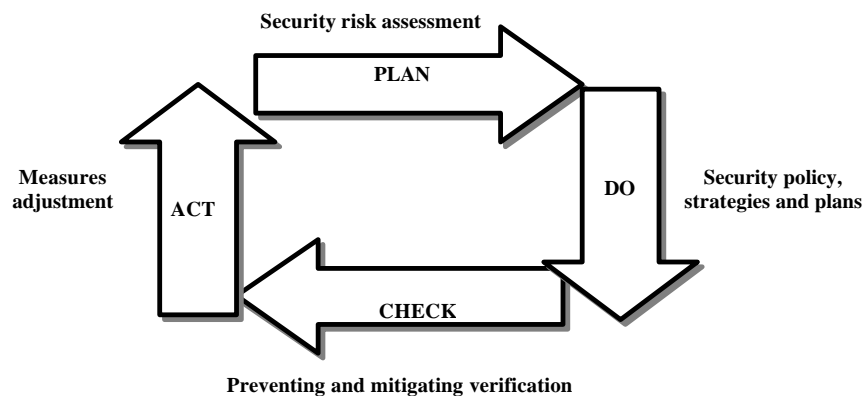 Security risk assessment
PLAN
DO
Security policy,
strategies and plans
CHECK
Preventing and mitigating verification
ACT
Measures
adjustment